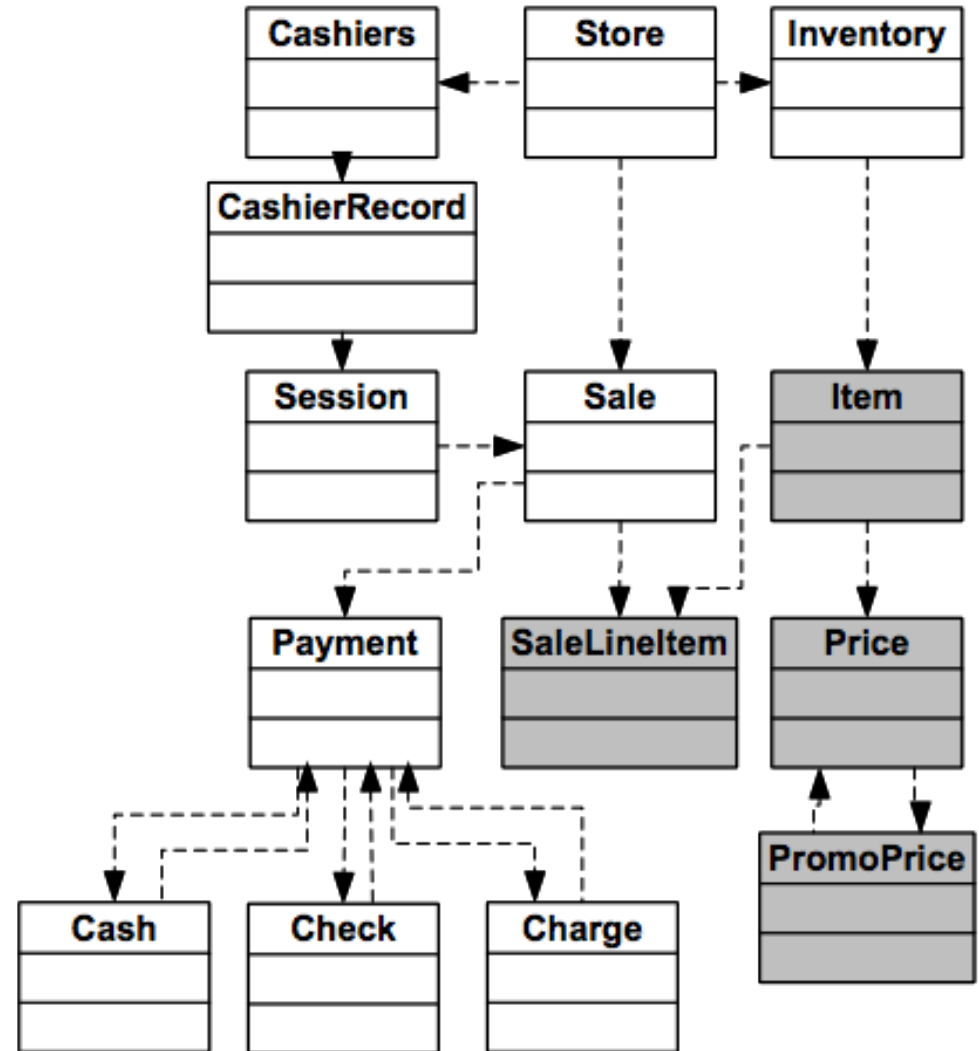 Cashiers
Store
Inventory
CashierRecord
Session
Sale
Item
Payment
SaleLineItem
Price
PromoPrice
Cash
Check
Charge